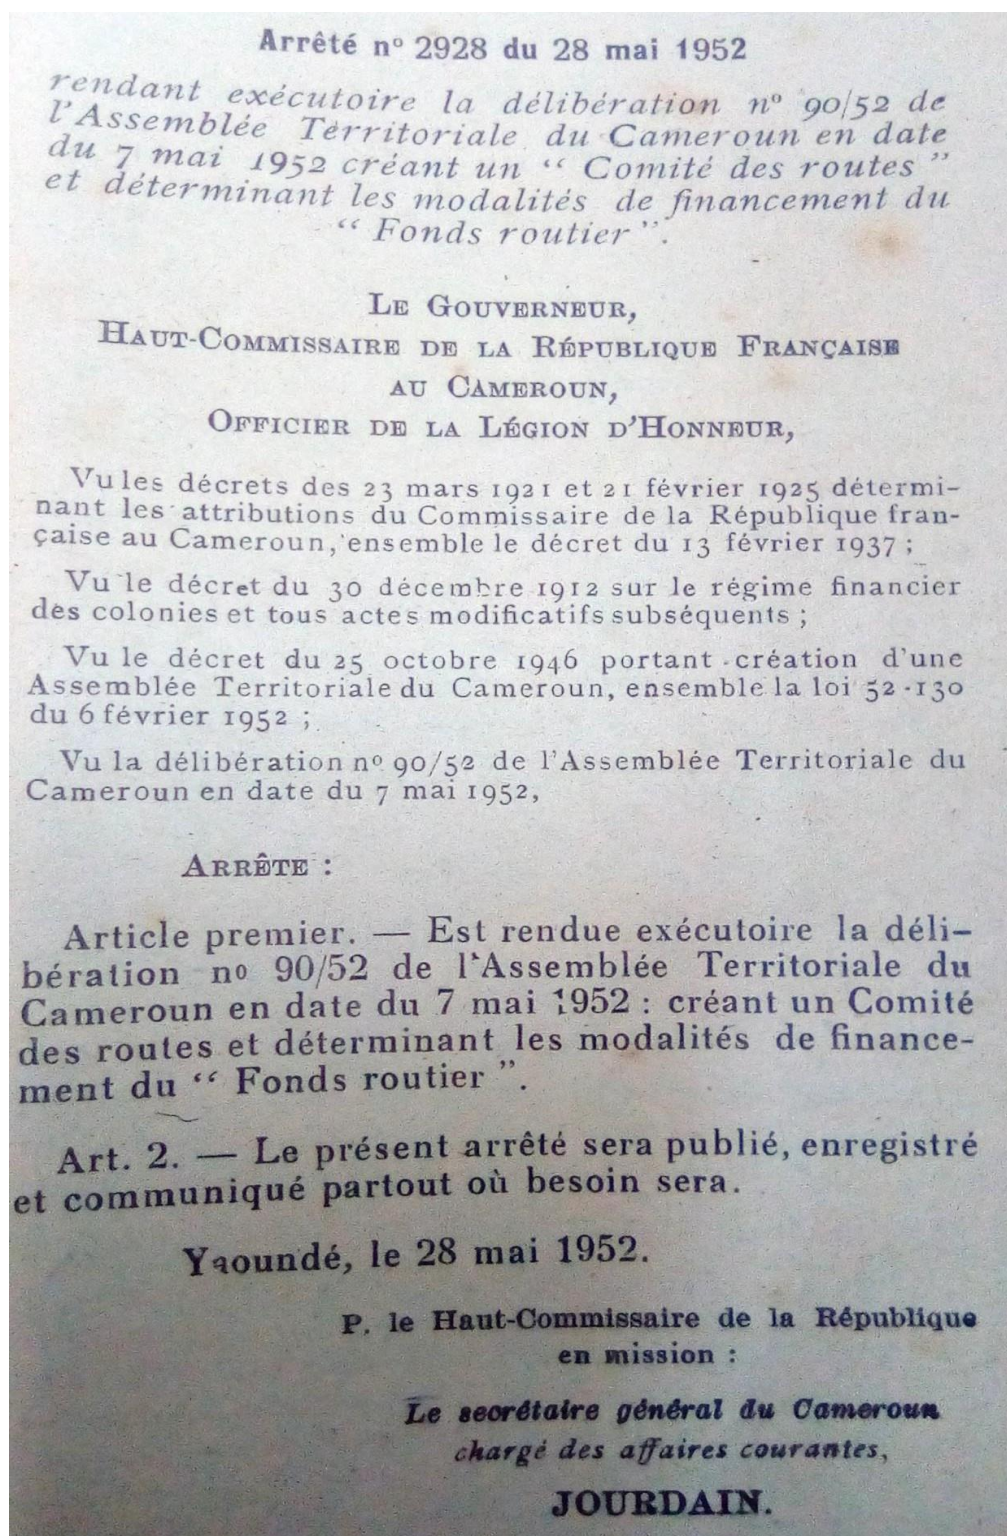 Arrêté nº 2928 du 28 mai 1952
rendant exécutoire la délibération nº 90/52 de
l'Assemblée Térritoriale du Cameroun en date
du 7 mai 1952 créant un “ Comité des routes ”
et déterminant les modalités de financement du
“ Fonds routier ”.
LE GOUVERNEUR,
HAUT-COMMISSAIRE DE LA RÉPUBLIQUE FRANÇAISE
AU CAMEROUN,
OFFICIER DE LA LÉGION D'HONNEUR,
Vu les décrets des 23 mars 1921 et 21 février 1925 détermi-
nant les attributions du Commissaire de la République fran-
çaise au Cameroun, ensemble le décret du 13 février 1937 ;
Vu le décret du 30 décembre 1912 sur le régime financier
des colonies et tous actes modificatifs subséquents ;
Vu le décret du 25 octobre 1946 portant création d'une
Assemblée Territoriale du Cameroun, ensemble la loi 52-130
du 6 février 1952 ;
Vu la délibération nº 90/52 de l'Assemblée Territoriale du
Cameroun en date du 7 mai 1952,
ARRÊTE :
Article premier. — Est rendue exécutoire la déli-
bération nº 90/52 de l'Assemblée Territoriale du
Cameroun en date du 7 mai 1952 : créant un Comité
des routes et déterminant les modalités de finance-
ment du “ Fonds routier ”.
Art. 2. — Le présent arrêté sera publié, enregistré
et communiqué partout où besoin sera.
Yaoundé, le 28 mai 1952.
P. le Haut-Commissaire de la République
en mission :
Le secrétaire général du Cameroun
chargé des affaires courantes,
JOURDAIN.